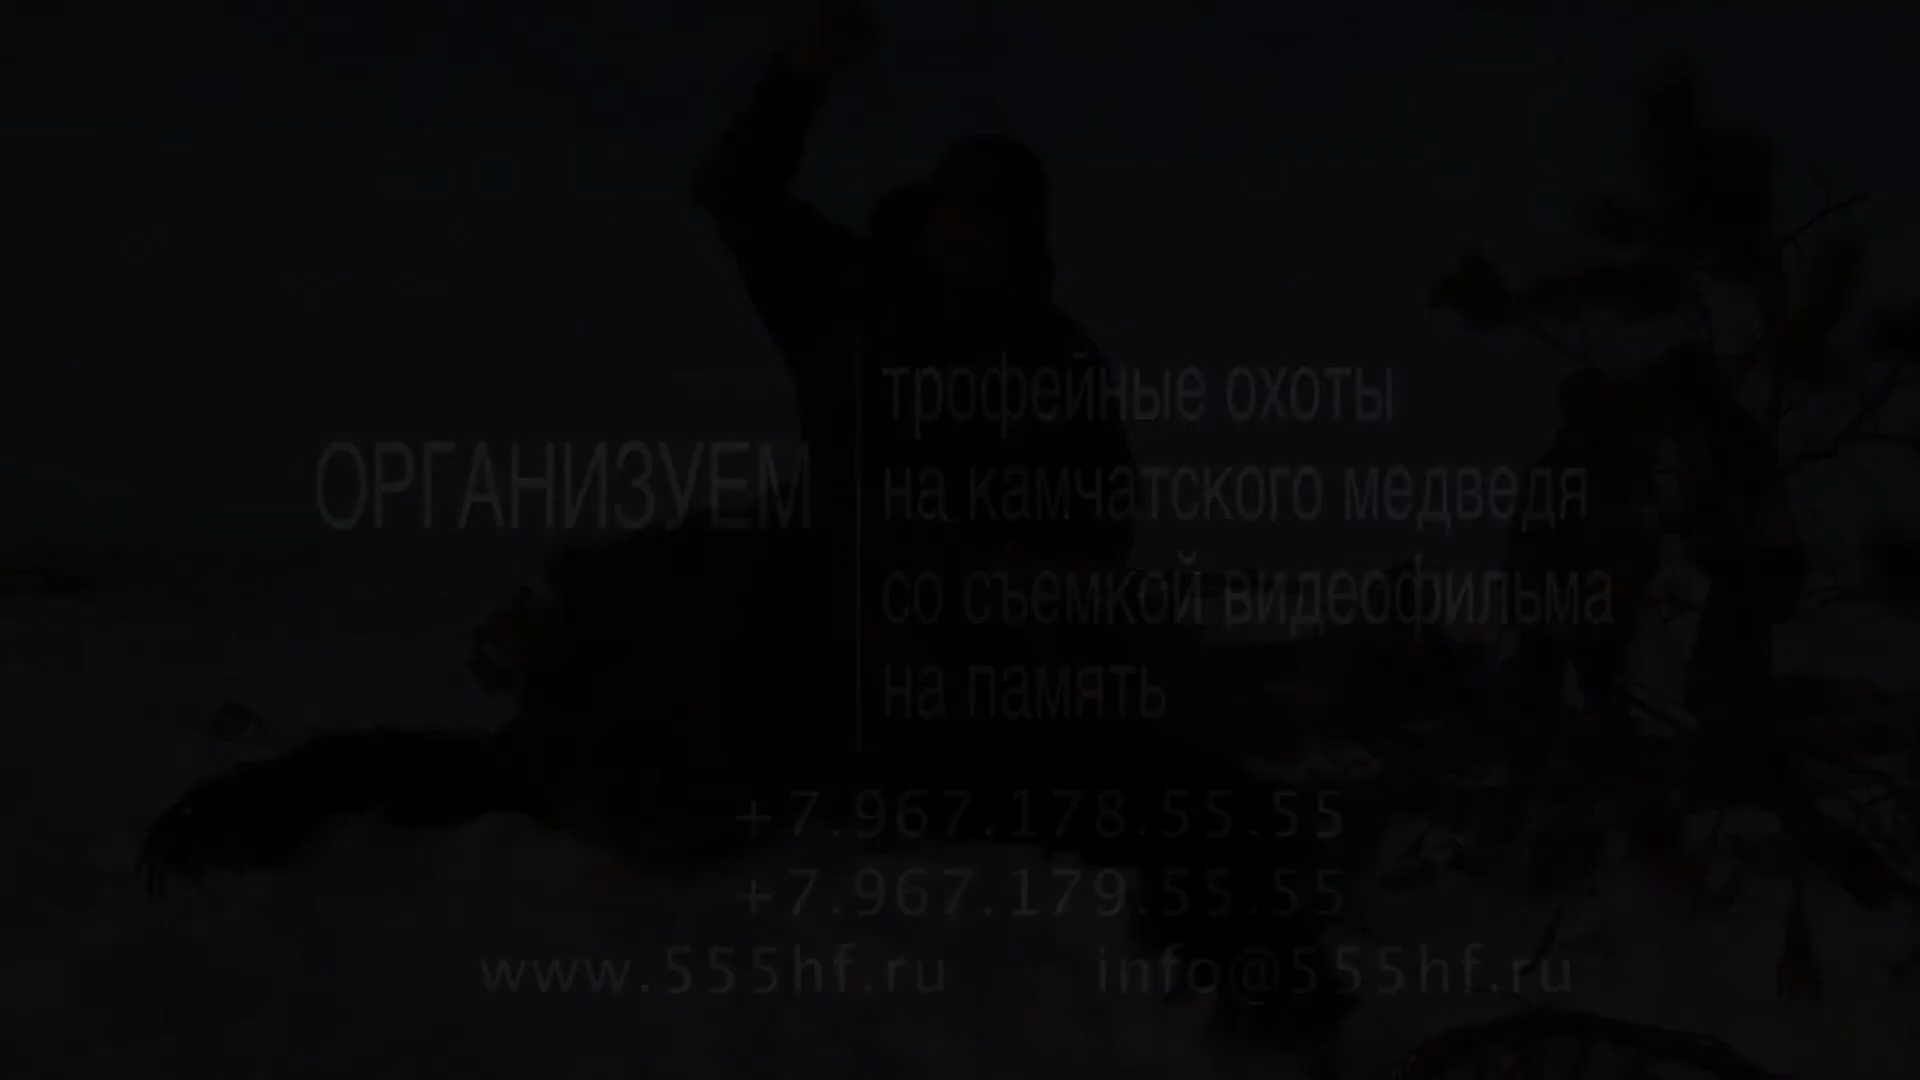 ОРГАНИЗУЕМ
трофейные охоты
на камчатского медведя
со съемкой видеофильма
на память
+7.967.178.55.55
+7.967.179.55.55
www.555hf.ru info@555hf.ru